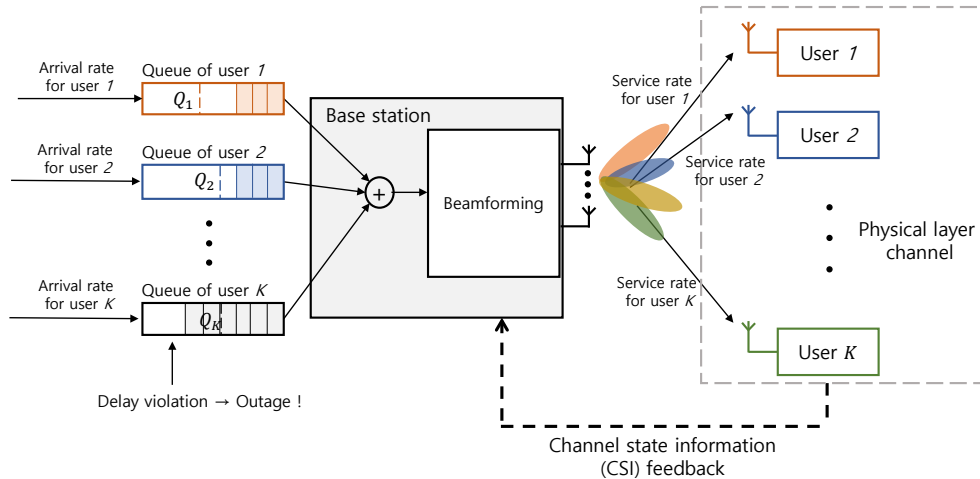 Arrival rate
for user 1
Queue of user 1
Q1
Arrival rate
for user 2
Queue of user 2
Q2
Arrival rate
for user K
Queue of user K
QK
Delay violation → Outage !
Base station
+
Beamforming
Service rate
for user 1
Service rate
for user 2
Service rate
for user K
User 1
User 2
Physical layer
channel
User K
Channel state information
(CSI) feedback